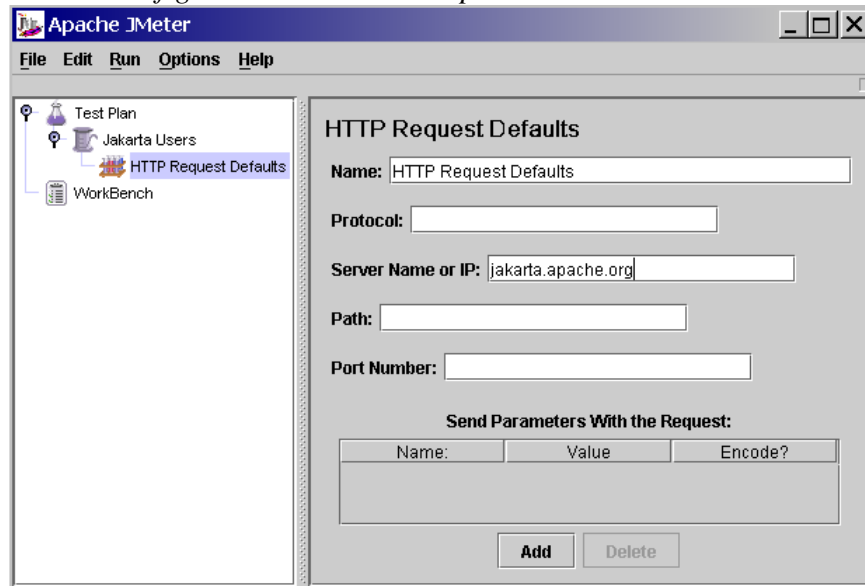 Apache JMeter
File Edit Run Options Help
Test Plan
Jakarta Users
HTTP Request Defaults
WorkBench
HTTP Request Defaults
Name: HTTP Request Defaults
Protocol:
Server Name or IP: jakarta.apache.org
Path:
Port Number:
Send Parameters With the Request:
Name: Value Encode?
Add Delete